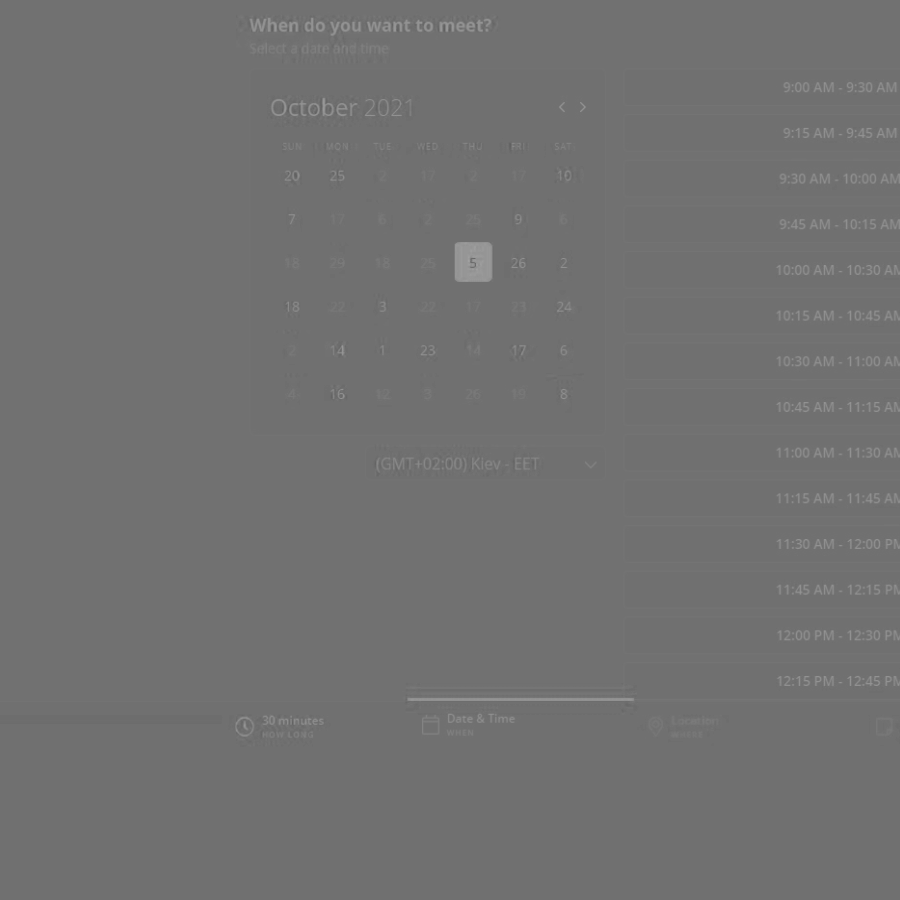 When do you want to meet?
Select a date and time
October 2021
SUN MON TUE WED THU FRI SAT
20 25 2 17 2 17 10
7 17 6 2 25 9 6
18 29 18 25 5 26 2
18 22 3 22 17 23 24
2 14 1 23 14 17 6
4 16 12 3 26 19 8
(GMT+02:00) Kiev - EET
9:00 AM - 9:30 AM
9:15 AM - 9:45 AM
9:30 AM - 10:00 AM
9:45 AM - 10:15 AM
10:00 AM - 10:30 AM
10:15 AM - 10:45 AM
10:30 AM - 11:00 AM
10:45 AM - 11:15 AM
11:00 AM - 11:30 AM
11:15 AM - 11:45 AM
11:30 AM - 12:00 PM
11:45 AM - 12:15 PM
12:00 PM - 12:30 PM
12:15 PM - 12:45 PM
30 minutes
HOW LONG
Date & Time
WHEN
Location